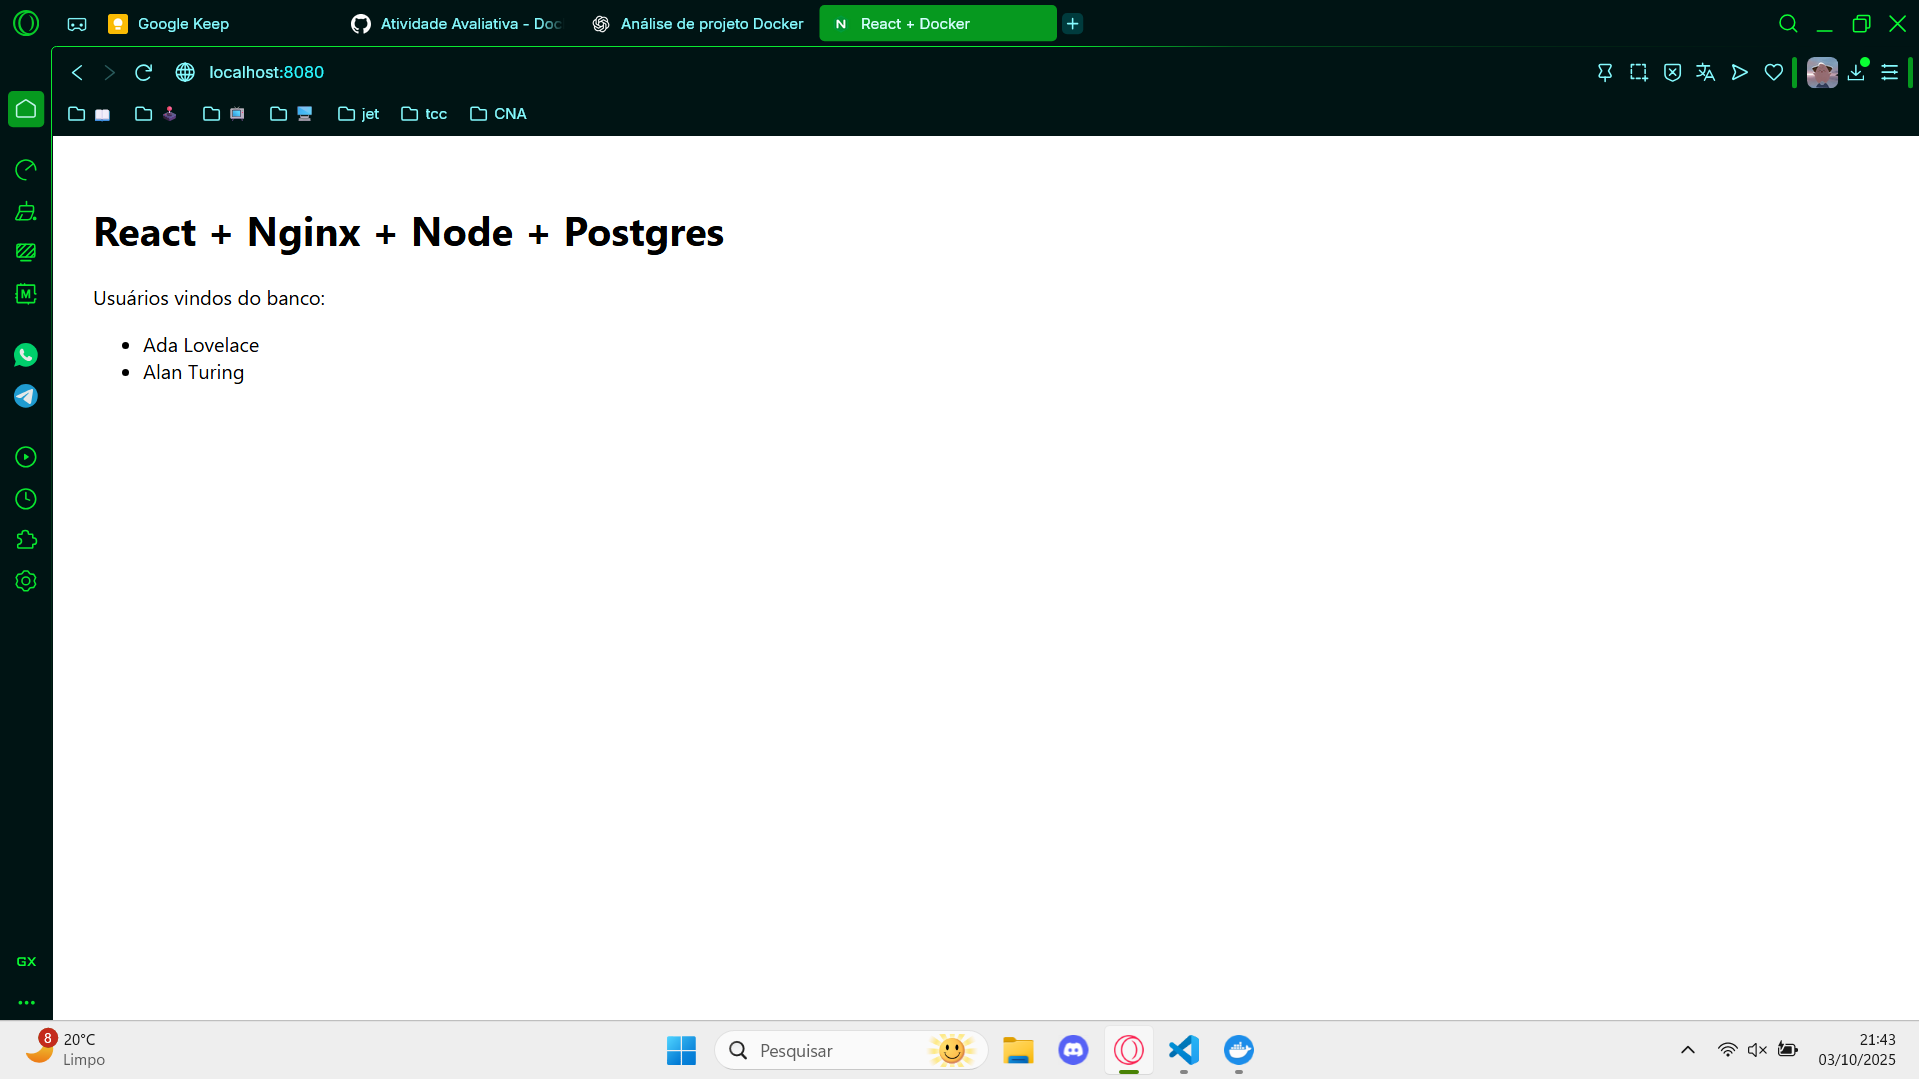 Google Keep
Atividade Avaliativa - Doc
Análise de projeto Docker
N
React + Docker
localhost:8080
jet
tcc
CNA
M
React + Nginx + Node + Postgres
Usuários vindos do banco:
Ada Lovelace
Alan Turing
GX
8
20°C
Limpo
Pesquisar
21:43
03/10/2025